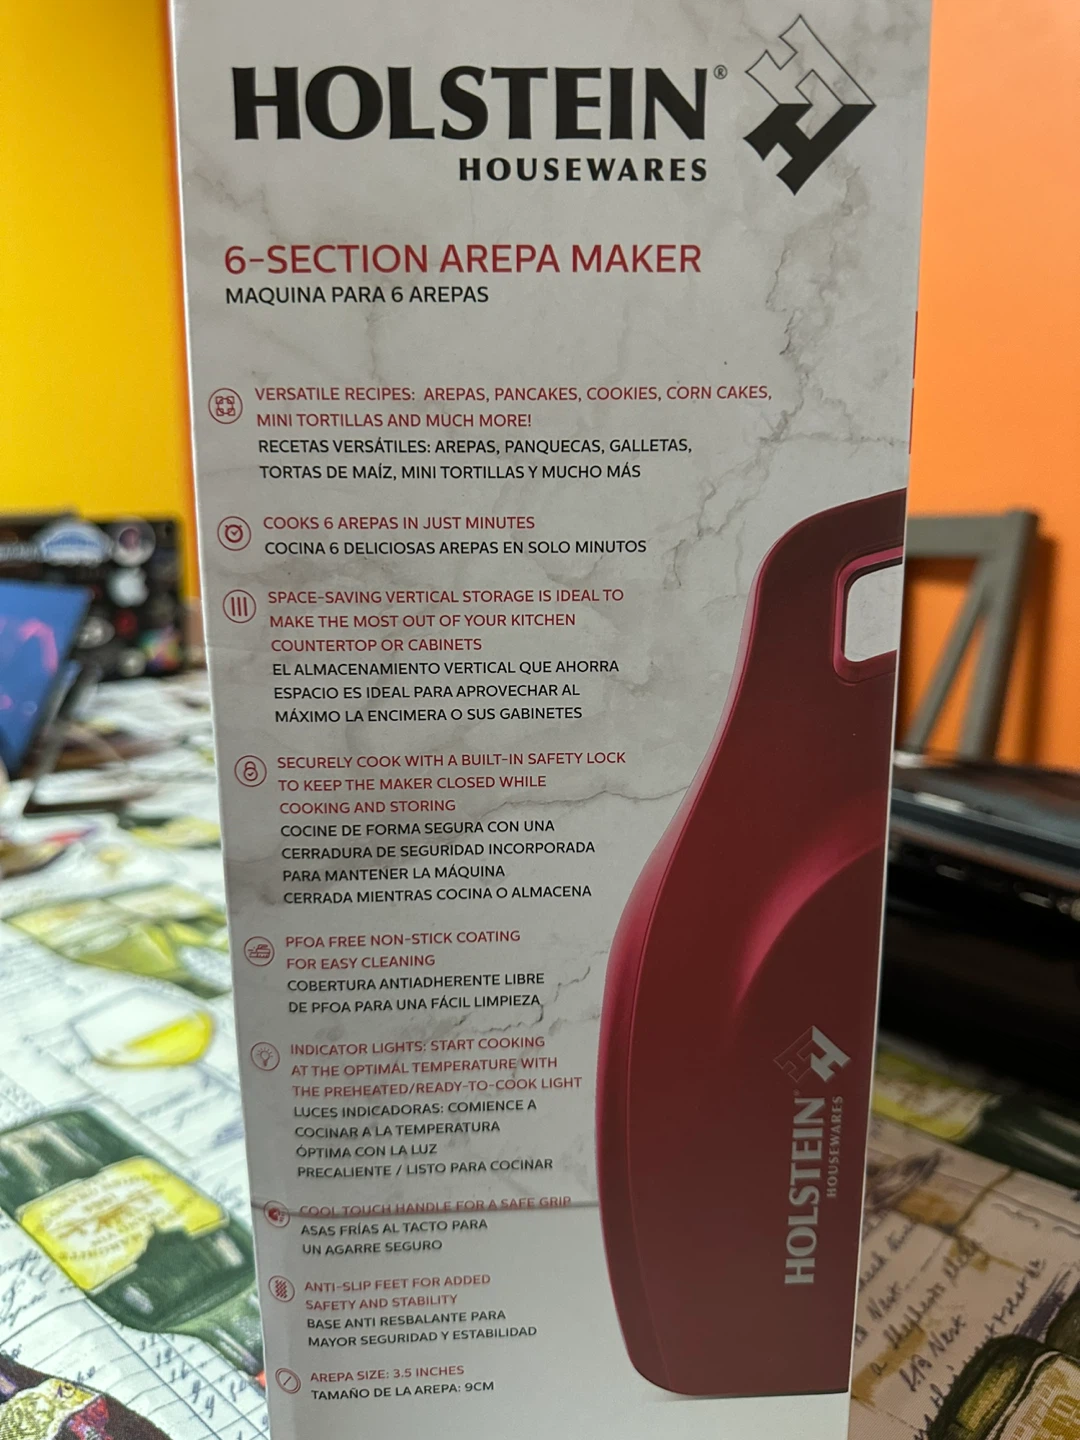 HOLSTEIN®
HOUSEWARES
6-SECTION AREPA MAKER
MAQUINA PARA 6 AREPAS
VERSATILE RECIPES: AREPAS, PANCAKES, COOKIES, CORN CAKES,
MINI TORTILLAS AND MUCH MORE!
RECETAS VERSÁTILES: AREPAS, PANQUECAS, GALLETAS,
TORTAS DE MAÍZ, MINI TORTILLAS Y MUCHO MÁS
COOKS 6 AREPAS IN JUST MINUTES
COCINA 6 DELICIOSAS AREPAS EN SOLO MINUTOS
SPACE-SAVING VERTICAL STORAGE IS IDEAL TO
MAKE THE MOST OUT OF YOUR KITCHEN
COUNTERTOP OR CABINETS
EL ALMACENAMIENTO VERTICAL QUE AHORRA
ESPACIO ES IDEAL PARA APROVECHAR AL
MÁXIMO LA ENCIMERA O SUS GABINETES
SECURELY COOK WITH A BUILT-IN SAFETY LOCK
TO KEEP THE MAKER CLOSED WHILE
COOKING AND STORING
COCINE DE FORMA SEGURA CON UNA
CERRADURA DE SEGURIDAD INCORPORADA
PARA MANTENER LA MÁQUINA
CERRADA MIENTRAS COCINA O ALMACENA
PFOA FREE NON-STICK COATING
FOR EASY CLEANING
COBERTURA ANTIADHERENTE LIBRE
DE PFOA PARA UNA FÁCIL LIMPIEZA
INDICATOR LIGHTS: START COOKING
AT THE OPTIMAL TEMPERATURE WITH
THE PREHEATED/READY-TO-COOK LIGHT
LUCES INDICADORAS: COMIENCE A
COCINAR A LA TEMPERATURA
ÓPTIMA CON LA LUZ
PRECALIENTE / LISTO PARA COCINAR
COOL TOUCH HANDLE FOR A SAFE GRIP
ASAS FRÍAS AL TACTO PARA
UN AGARRE SEGURO
ANTI-SLIP FEET FOR ADDED
SAFETY AND STABILITY
BASE ANTI RESBALANTE PARA
MAYOR SEGURIDAD Y ESTABILIDAD
AREPA SIZE: 3.5 INCHES
TAMAÑO DE LA AREPA: 9CM
HOLSTEIN
HOUSEWARES